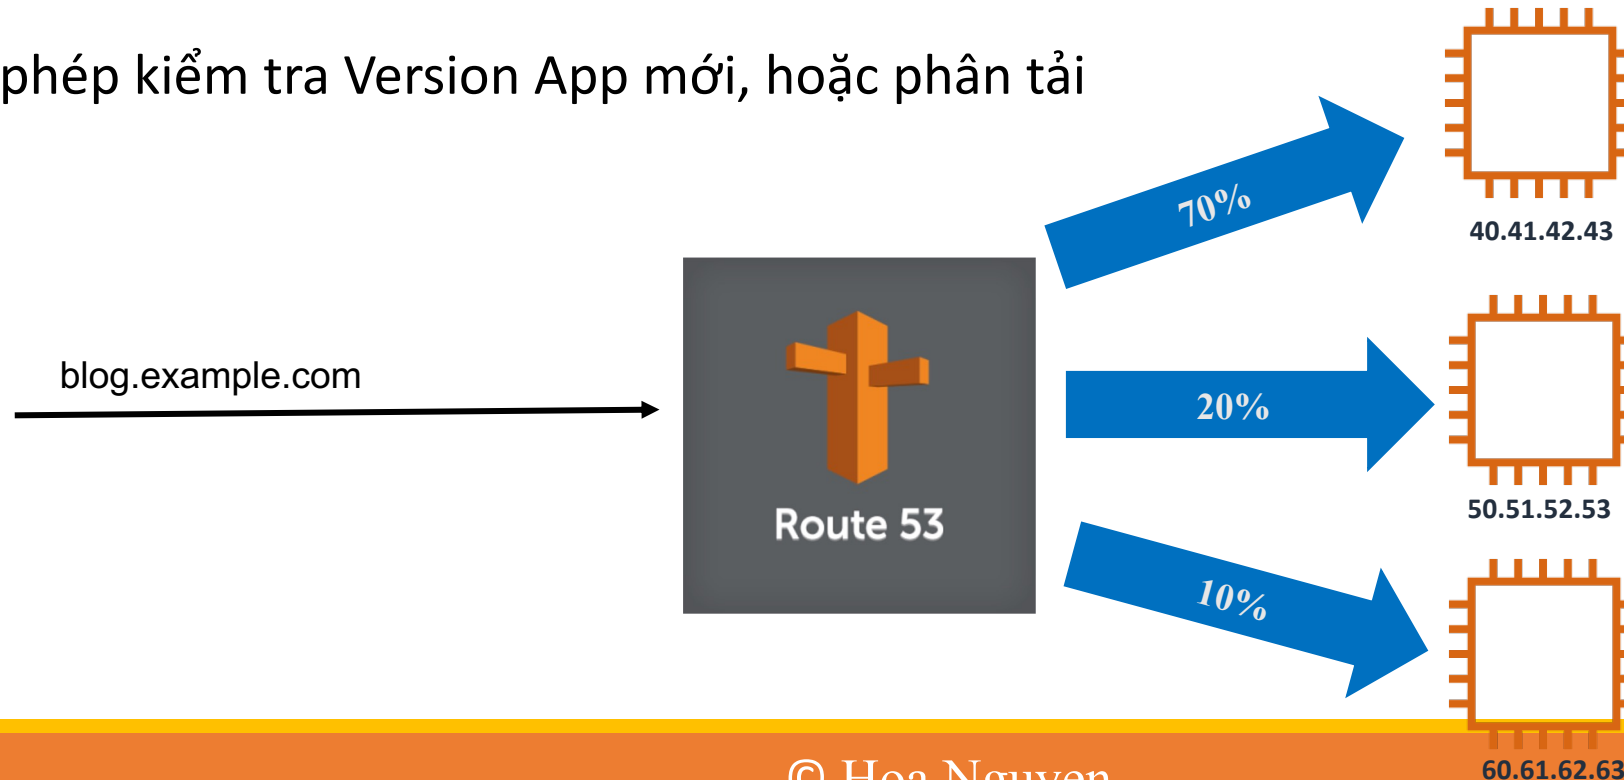 phép kiểm tra Version App mới, hoặc phân tải
70%
40.41.42.43
blog.example.com
20%
50.51.52.53
Route 53
10%
60.61.62.63
© Hoa Nguyen